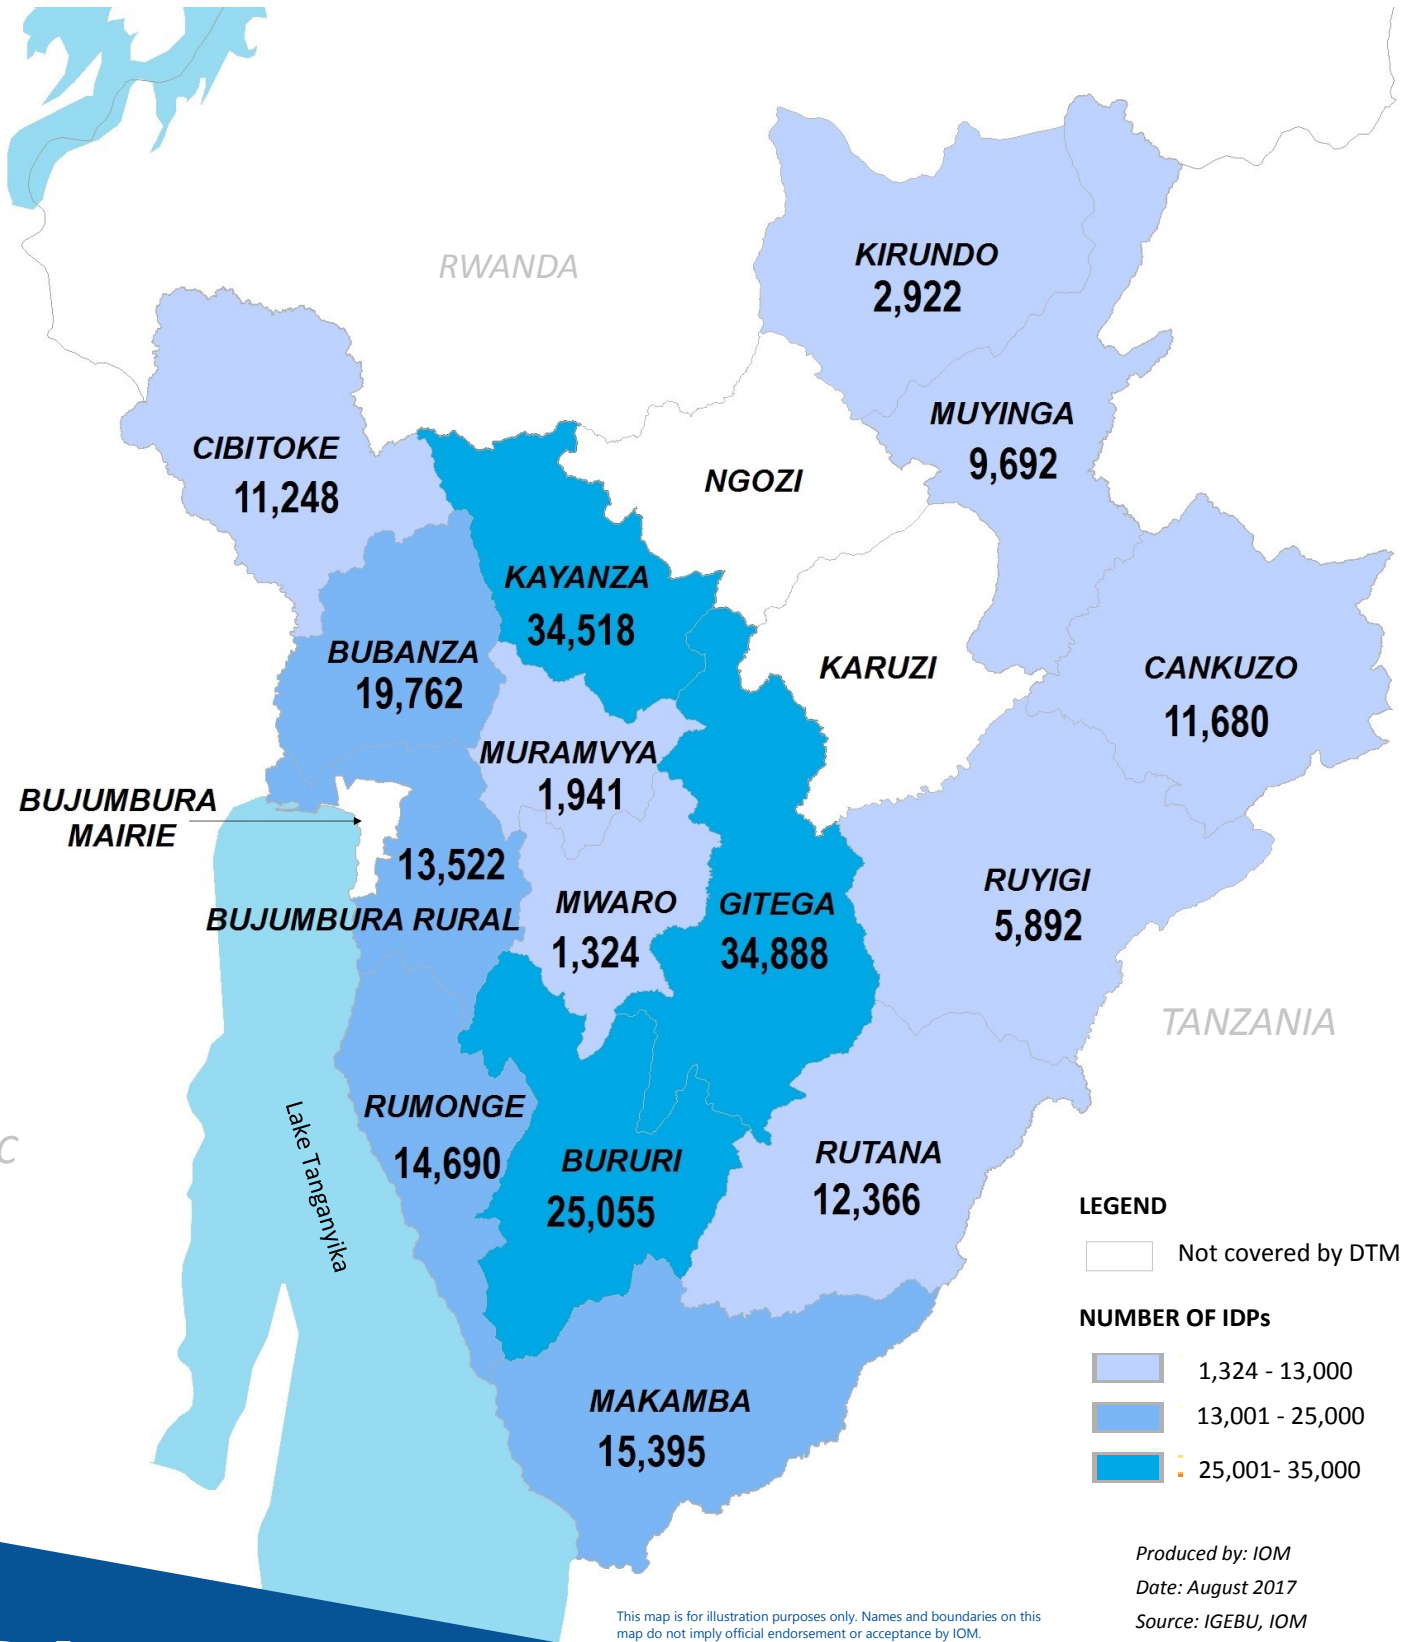 RWANDA
KIRUNDO
2,922
MUYINGA
9,692
CIBITOKE
11,248
NGOZI
KAYANZA
34,518
BUBANZA
19,762
KARUZI
CANKUZO
11,680
MURAMVYA
1,941
BUJUMBURA
MAIRIE
13,522
BUJUMBURA RURAL
MWARO
1,324
GITEGA
34,888
RUYIGI
5,892
TANZANIA
C
Lake Tanganyika
RUMONGE
14,690
BURURI
25,055
RUTANA
12,366
MAKAMBA
15,395
LEGEND
Not covered by DTM
NUMBER OF IDPs
1,324 - 13,000
13,001 - 25,000
25,001- 35,000
Produced by: IOM
Date: August 2017
Source: IGEBU, IOM
This map is for illustration purposes only. Names and boundaries on this
map do not imply official endorsement or acceptance by IOM.